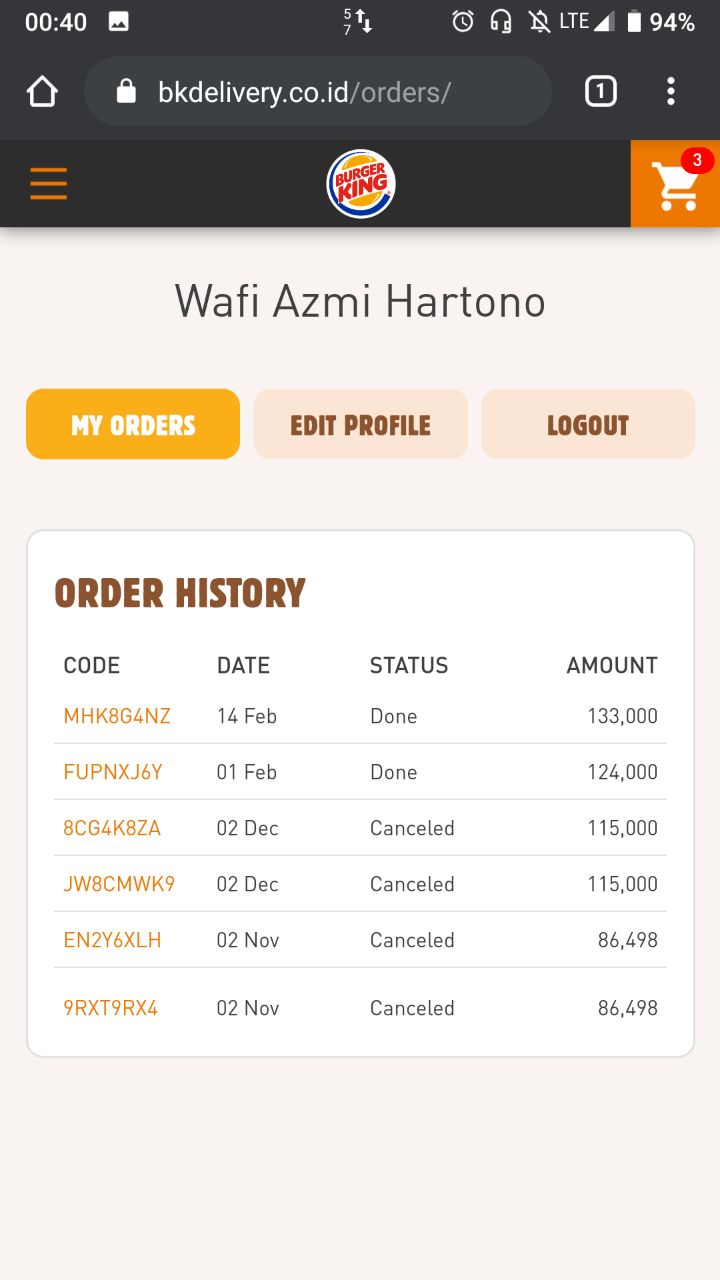 00:40 5 7 LTE 94%
bkdelivery.co.id/orders/ 1
BURGER
KING
3
Wafi Azmi Hartono
MY ORDERS EDIT PROFILE LOGOUT
ORDER HISTORY
CODE DATE STATUS AMOUNT
MHK8G4NZ 14 Feb Done 133,000
FUPNXJ6Y 01 Feb Done 124,000
8CG4K8ZA 02 Dec Canceled 115,000
JW8CMWK9 02 Dec Canceled 115,000
EN2Y6XLH 02 Nov Canceled 86,498
9RXT9RX4 02 Nov Canceled 86,498